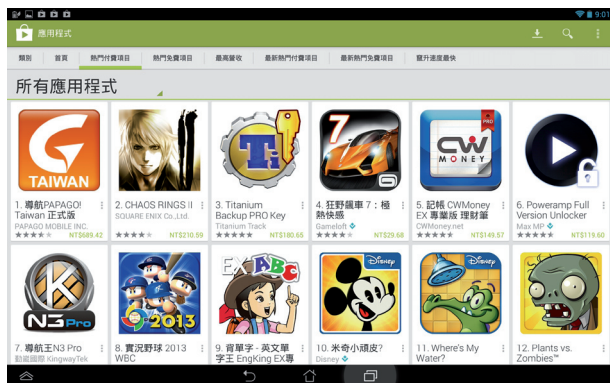 9:01
應用程式
類別 首頁 熱門付費項目 熱門免費項目 最高營收 最新熱門付費項目 最新熱門免費項目 竄升速度最快
所有應用程式
G
TAIWAN
Ti
7
PRO
CW
MONEY
1. 導航PAPAGO!
Taiwan 正式版
PAPAGO MOBILE INC.
NT$689.42
2. CHAOS RINGS II
SQUARE ENIX Co.,Ltd.
NT$210.59
3. Titanium
Backup PRO Key
Titanium Track
NT$180.65
4. 狂野飆車 7：極
熱快感
Gameloft
NT$29.68
5. 記帳 CWMoney
EX 專業版 理財筆
CWMoney.net
NT$149.57
6. Poweramp Full
Version Unlocker
Max MP
NT$119.60
N3 Pro
2013
EX ABC
Disney
Disney
7. 導航王N3 Pro
動能國際 KingwayTek
8. 實況野球 2013
WBC
9. 背單字 - 英文單
字王 EngKing EX專
10. 米奇小頑皮?
Disney
11. Where's My
Water?
12. Plants vs.
Zombies™